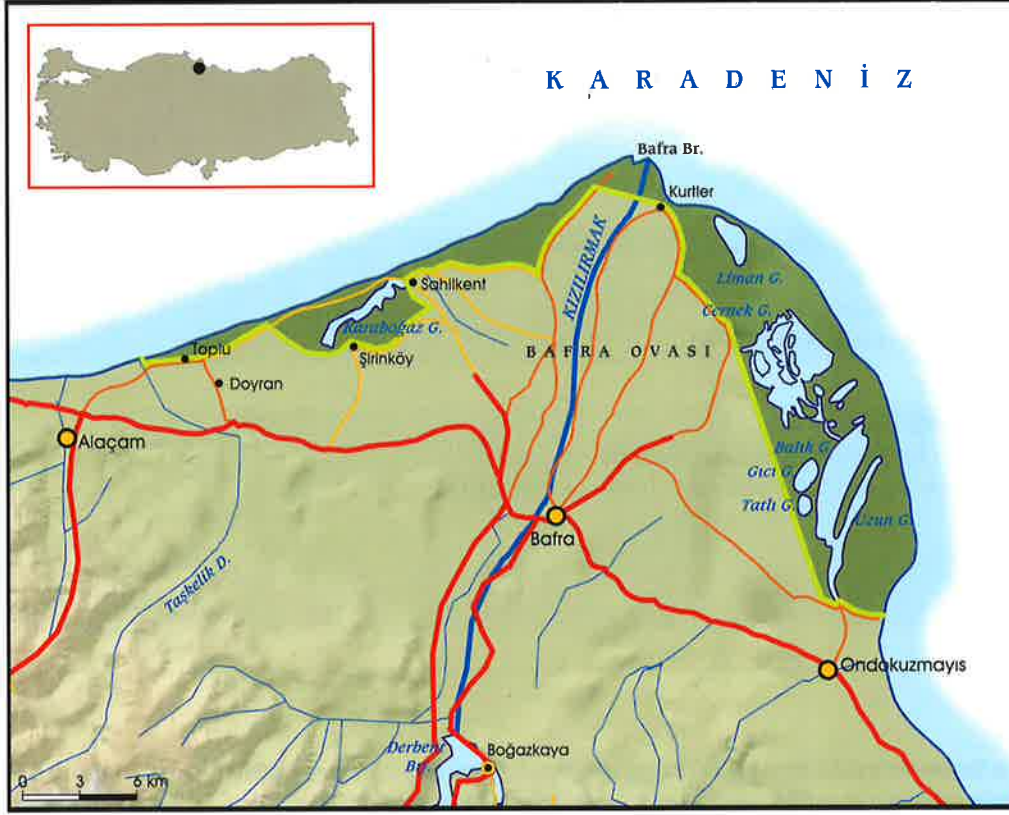 KARADENİZ
Bafra Br.
Kurtler
KIZILIRMAK
Liman G.
Sahilkent
Cernek G.
Karaboğaz G.
Toplu
Şirinköy
BAFRA OVASI
Doyran
Alaçam
Balık G.
Gıcı G.
Tatlı G.
Uzun G.
Bafra
Taşkelik D.
Ondokuzmayıs
Derbent
Br.
Boğazkaya
0 3 6 km